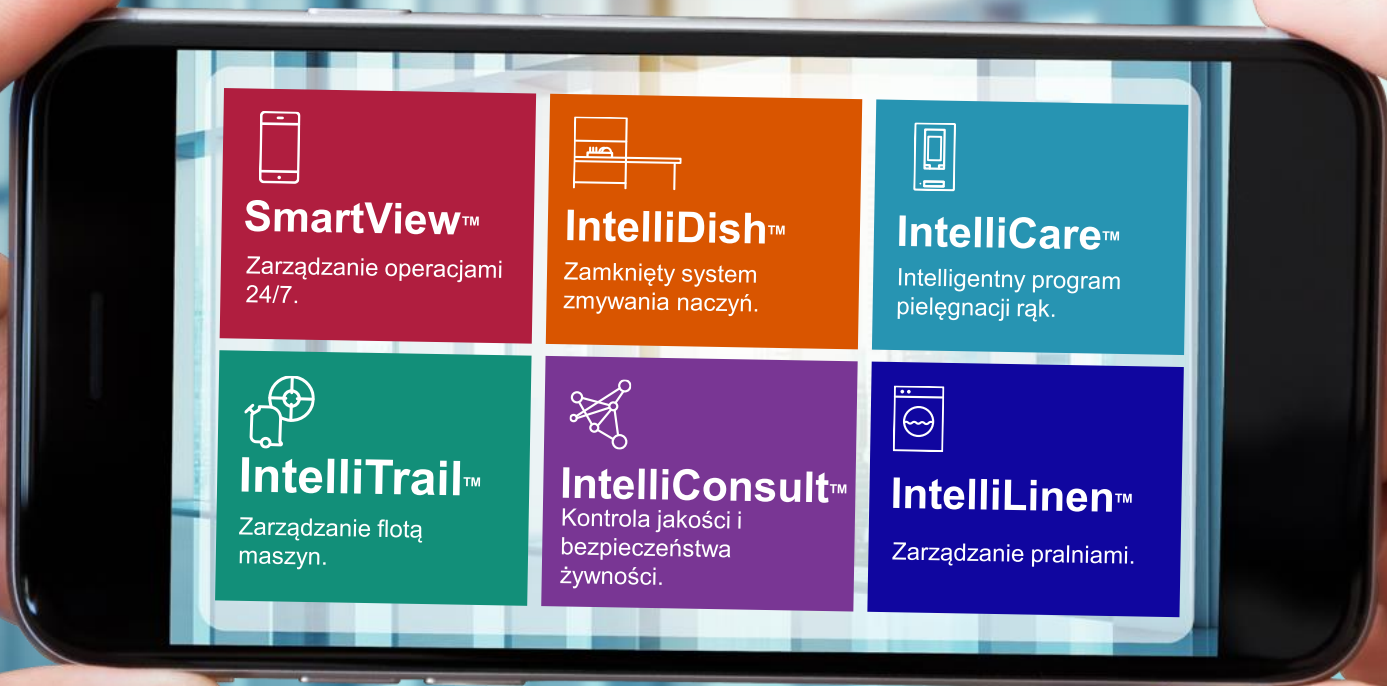 SmartView™
Zarządzanie operacjami
24/7.
IntelliDish™
Zamknięty system
zmywania naczyń.
IntelliCare™
Intelligentny program
pielęgnacji rąk.
IntelliTrail™
Zarządzanie flotą
maszyn.
IntelliConsult™
Kontrola jakości i
bezpieczeństwa
żywności.
IntelliLinen™
Zarządzanie pralniami.